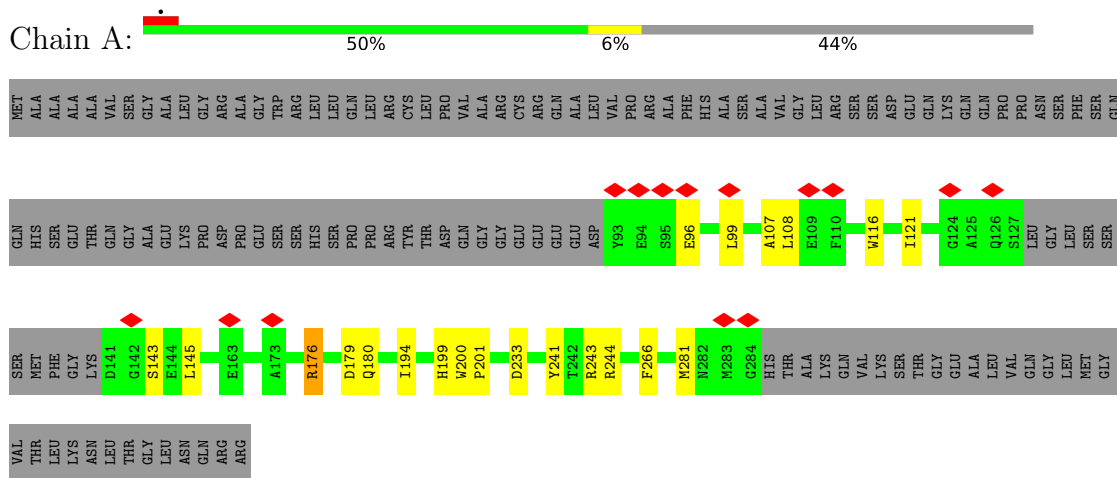 Chain A:
50% 6% 44%
MET ALA ALA ALA ALA ALA VAL SER GLY ALA LEU GLY ARG ALA GLY TRP ARG LEU LEU GLN LEU ARG CYS LEU PRO VAL ALA ARG CYS ARG GLN ALA LEU VAL PRO ARG ALA PHE HIS ALA SER ALA VAL GLY LEU ARG SER SER ASP GLU GLN LYS GLN GLN PRO PRO ASN SER PHE SER GLN
GLN HIS SER GLU THR GLN GLY ALA GLU LYS PRO ASP PRO GLU SER SER HIS SER PRO PRO ARG TYR THR ASP GLN GLY GLY GLU GLU GLU GLU ASP Y93 E94 S95 E96 L99 A107 L108 E109 F110 W116 I121 G124 A125 Q126 S127 LEU GLY LEU SER SER
SER MET PHE GLY LYS D141 G142 S143 E144 L145 E163 A173 R176 D179 Q180 I194 H199 W200 P201 D233 Y241 T242 R243 R244 F266 M281 N282 M283 G284 HIS THR ALA LYS GLN VAL LYS SER THR GLY GLU ALA LEU VAL GLN GLY LEU MET GLY
VAL THR LEU LYS ASN LEU THR GLY LEU ASN GLN ARG ARG